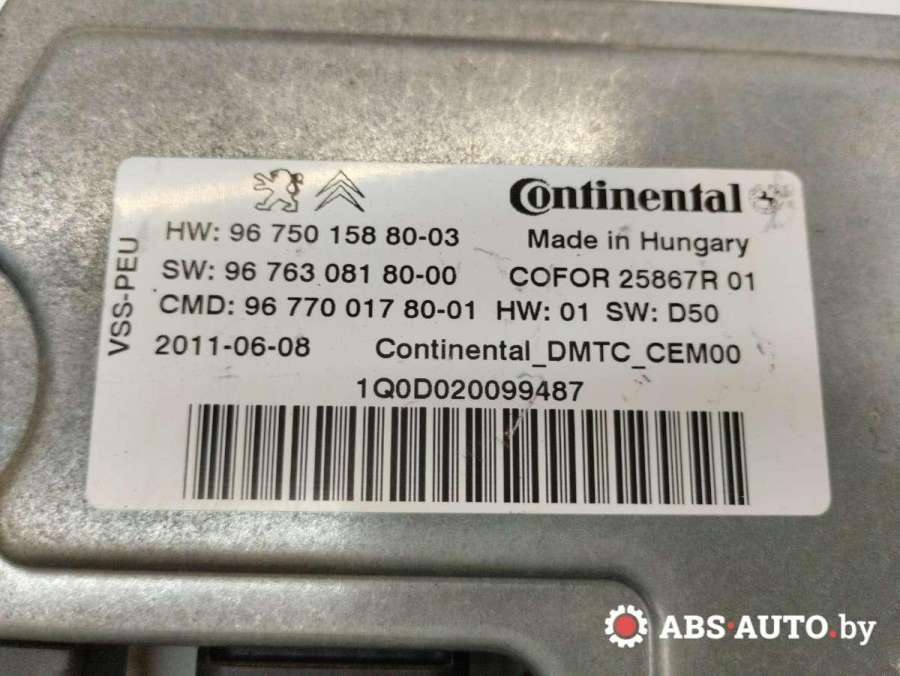 Continental
HW: 96 750 158 80-03
Made in Hungary
SW: 96 763 081 80-00
COFOR 25867R 01
CMD: 96 770 017 80-01 HW: 01 SW: D50
2011-06-08
Continental_DMTC_CEM00
1Q0D020099487
VSS-PEU
ABS-AUTO.by